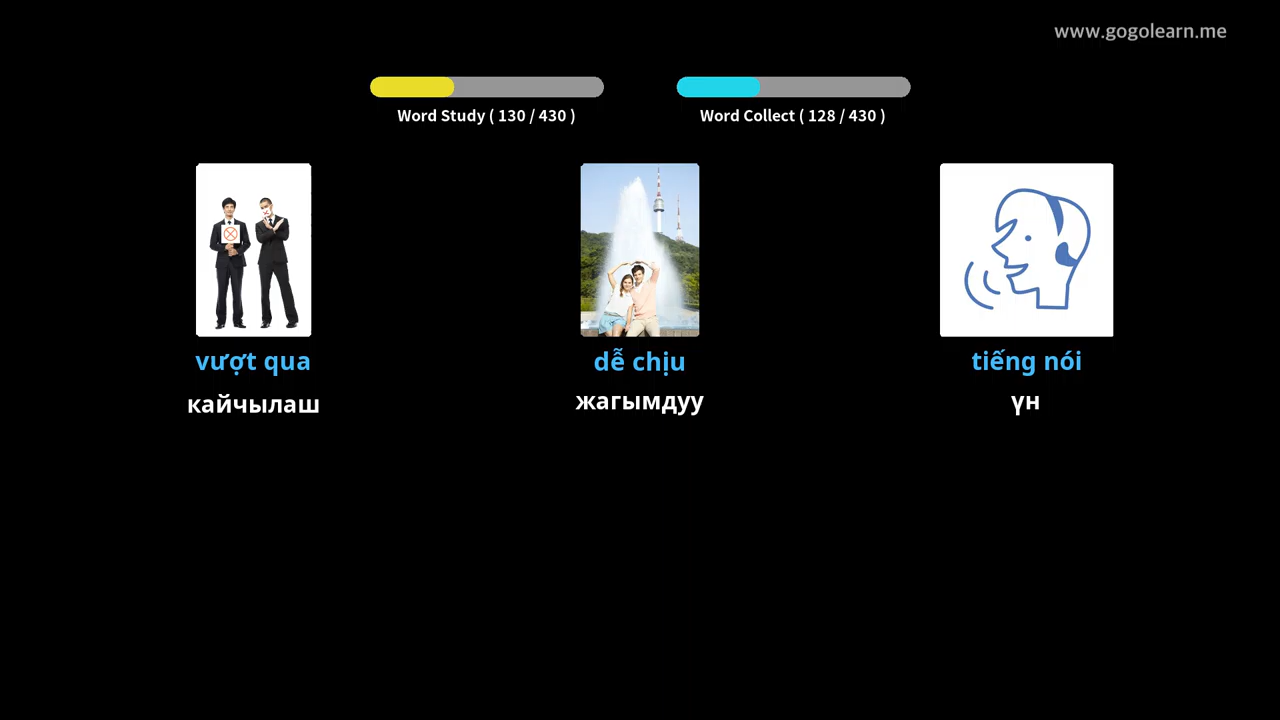 www.gogolearn.me
Word Study ( 130 / 430 )
Word Collect ( 128 / 430 )
vượt qua
dễ chịu
tiếng nói
кайчылаш
жагымдуу
үн